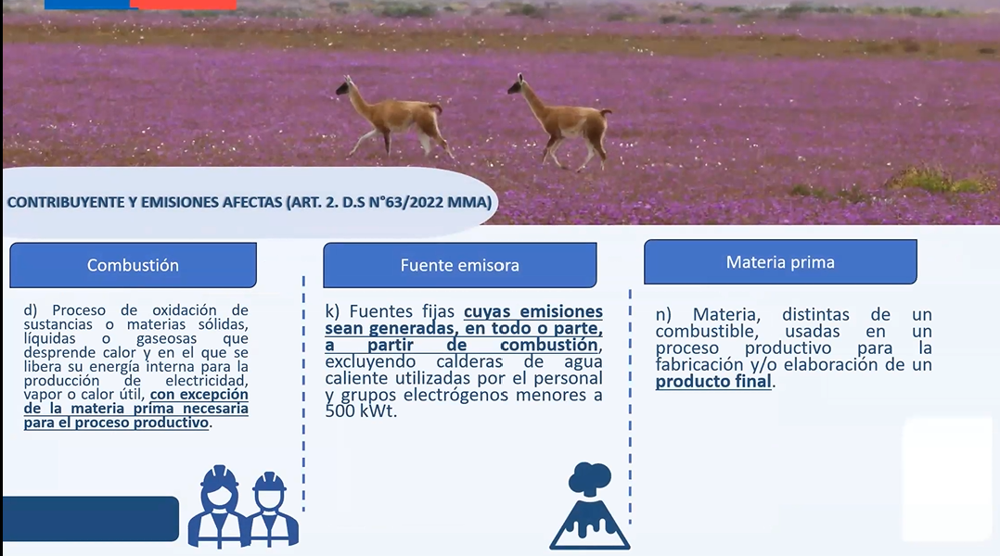 CONTRIBUYENTE Y EMISIONES AFECTAS (ART. 2. D.S N°63/2022 MMA)
Combustión
d) Proceso de oxidación de
sustancias o materias sólidas,
líquidas o gaseosas que
desprende calor y en el que se
libera su energía interna para la
producción de electricidad,
vapor o calor útil, con excepción
de la materia prima necesaria
para el proceso productivo.
Fuente emisora
k) Fuentes fijas cuyas emisiones
sean generadas, en todo o parte,
a partir de combustión,
excluyendo calderas de agua
caliente utilizadas por el personal
y grupos electrógenos menores a
500 kWt.
Materia prima
n) Materia, distintas de un
combustible, usadas en un
proceso productivo para la
fabricación y/o elaboración de un
producto final.